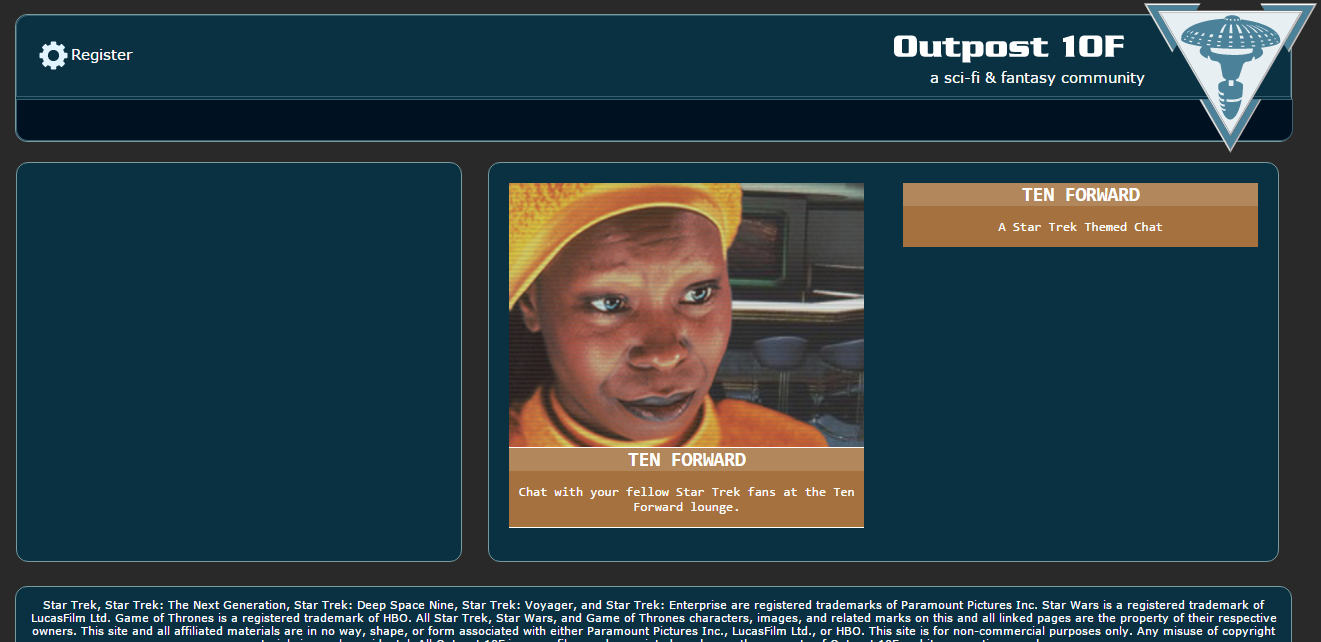 Register
Outpost 10F
a sci-fi & fantasy community
TEN FORWARD
Chat with your fellow Star Trek fans at the Ten
Forward lounge.
TEN FORWARD
A Star Trek Themed Chat
Star Trek, Star Trek: The Next Generation, Star Trek: Deep Space Nine, Star Trek: Voyager, and Star Trek: Enterprise are registered trademarks of Paramount Pictures Inc. Star Wars is a registered trademark of
LucasFilm Ltd. Game of Thrones is a registered trademark of HBO. All Star Trek, Star Wars, and Game of Thrones characters, images, and related marks on this and all linked pages are the property of their respective
owners. This site and all affiliated materials are in no way, shape, or form associated with either Paramount Pictures Inc., LucasFilm Ltd., or HBO. This site is for non-commercial purposes only. Any misuse of copyright